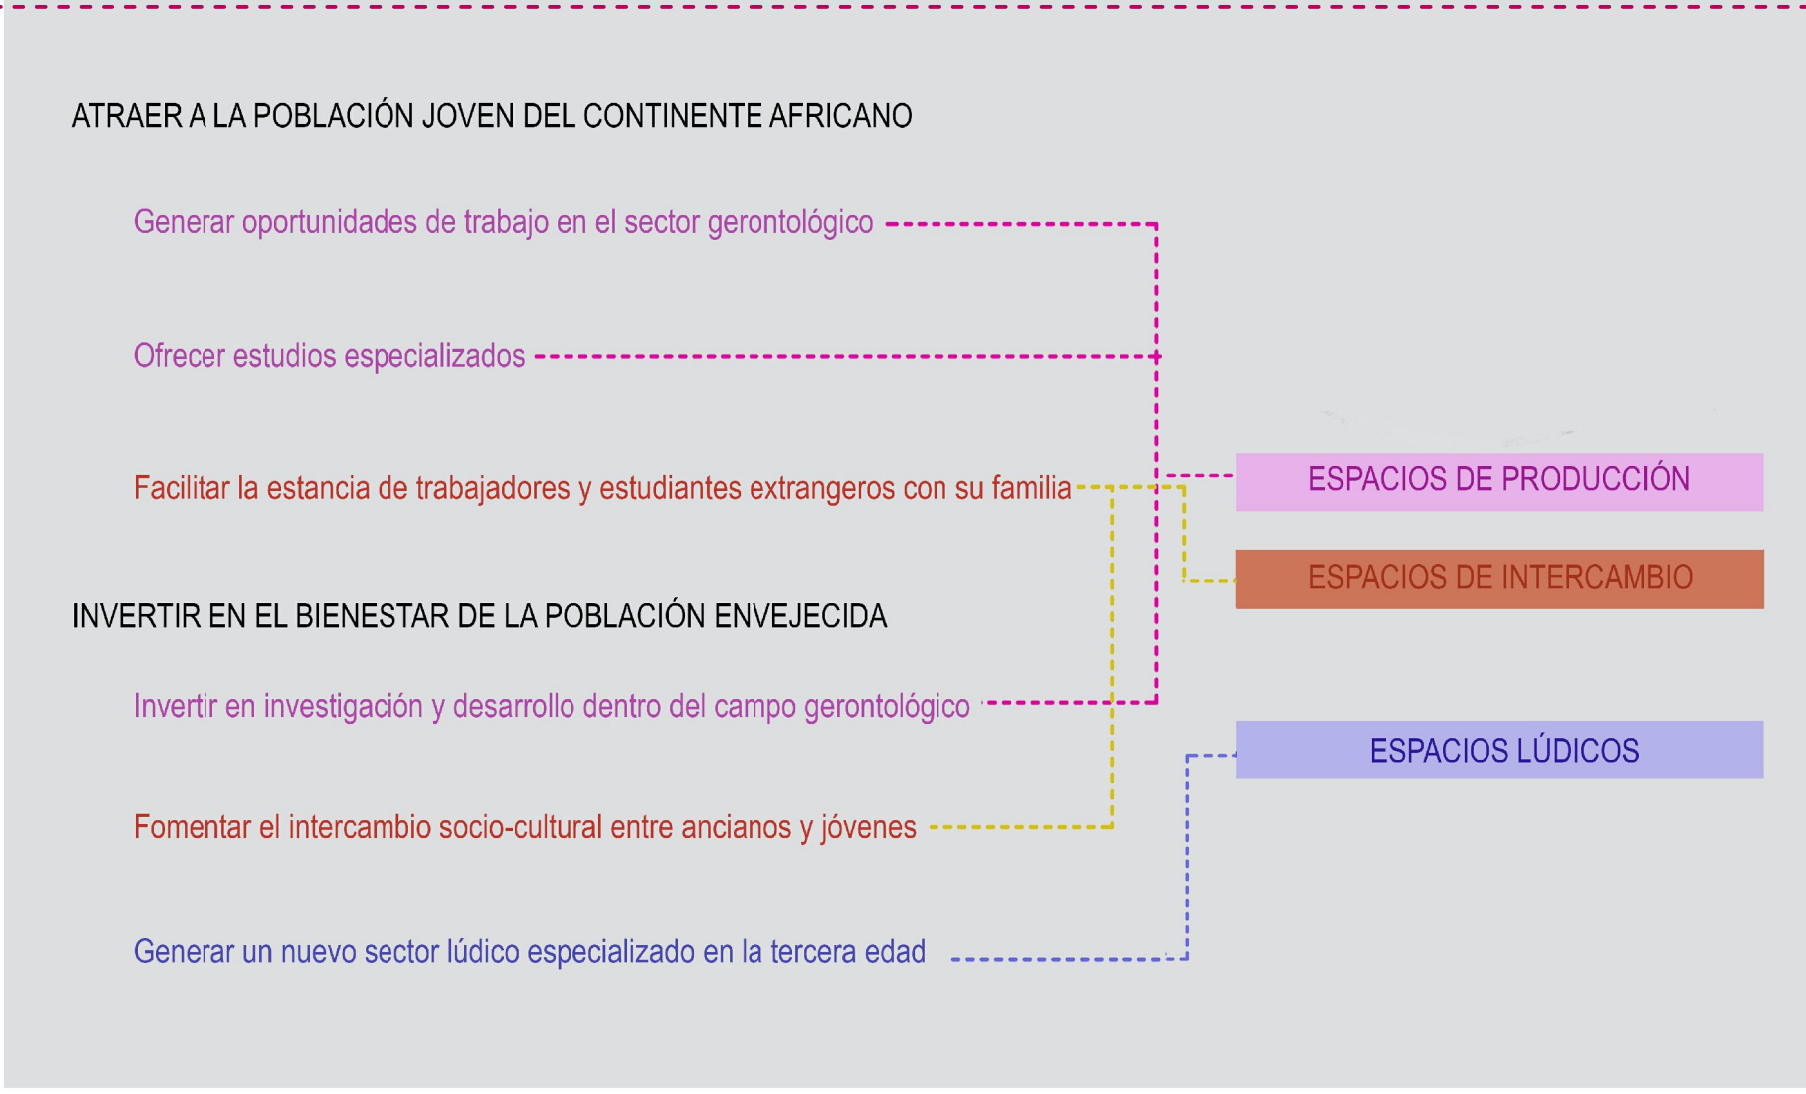 ATRAER A LA POBLACIÓN JOVEN DEL CONTINENTE AFRICANO
Generar oportunidades de trabajo en el sector gerontológico
Ofrecer estudios especializados
Facilitar la estancia de trabajadores y estudiantes extrangeros con su familia
ESPACIOS DE PRODUCCIÓN
ESPACIOS DE INTERCAMBIO
INVERTIR EN EL BIENESTAR DE LA POBLACIÓN ENVEJECIDA
Invertir en investigación y desarrollo dentro del campo gerontológico
ESPACIOS LÚDICOS
Fomentar el intercambio socio-cultural entre ancianos y jóvenes
Generar un nuevo sector lúdico especializado en la tercera edad